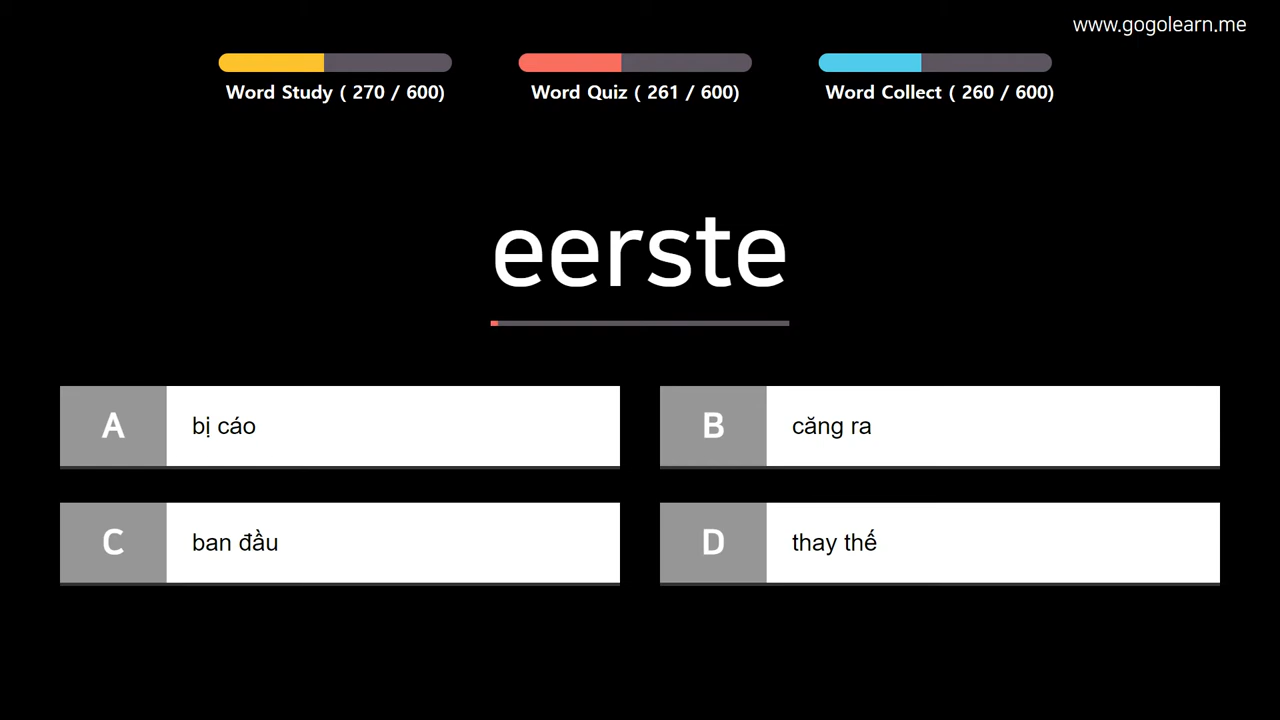 www.gogolearn.me
Word Study ( 270 / 600)
Word Quiz ( 261 / 600)
Word Collect ( 260 / 600)
eerste
A bị cáo
B căng ra
C ban đầu
D thay thế